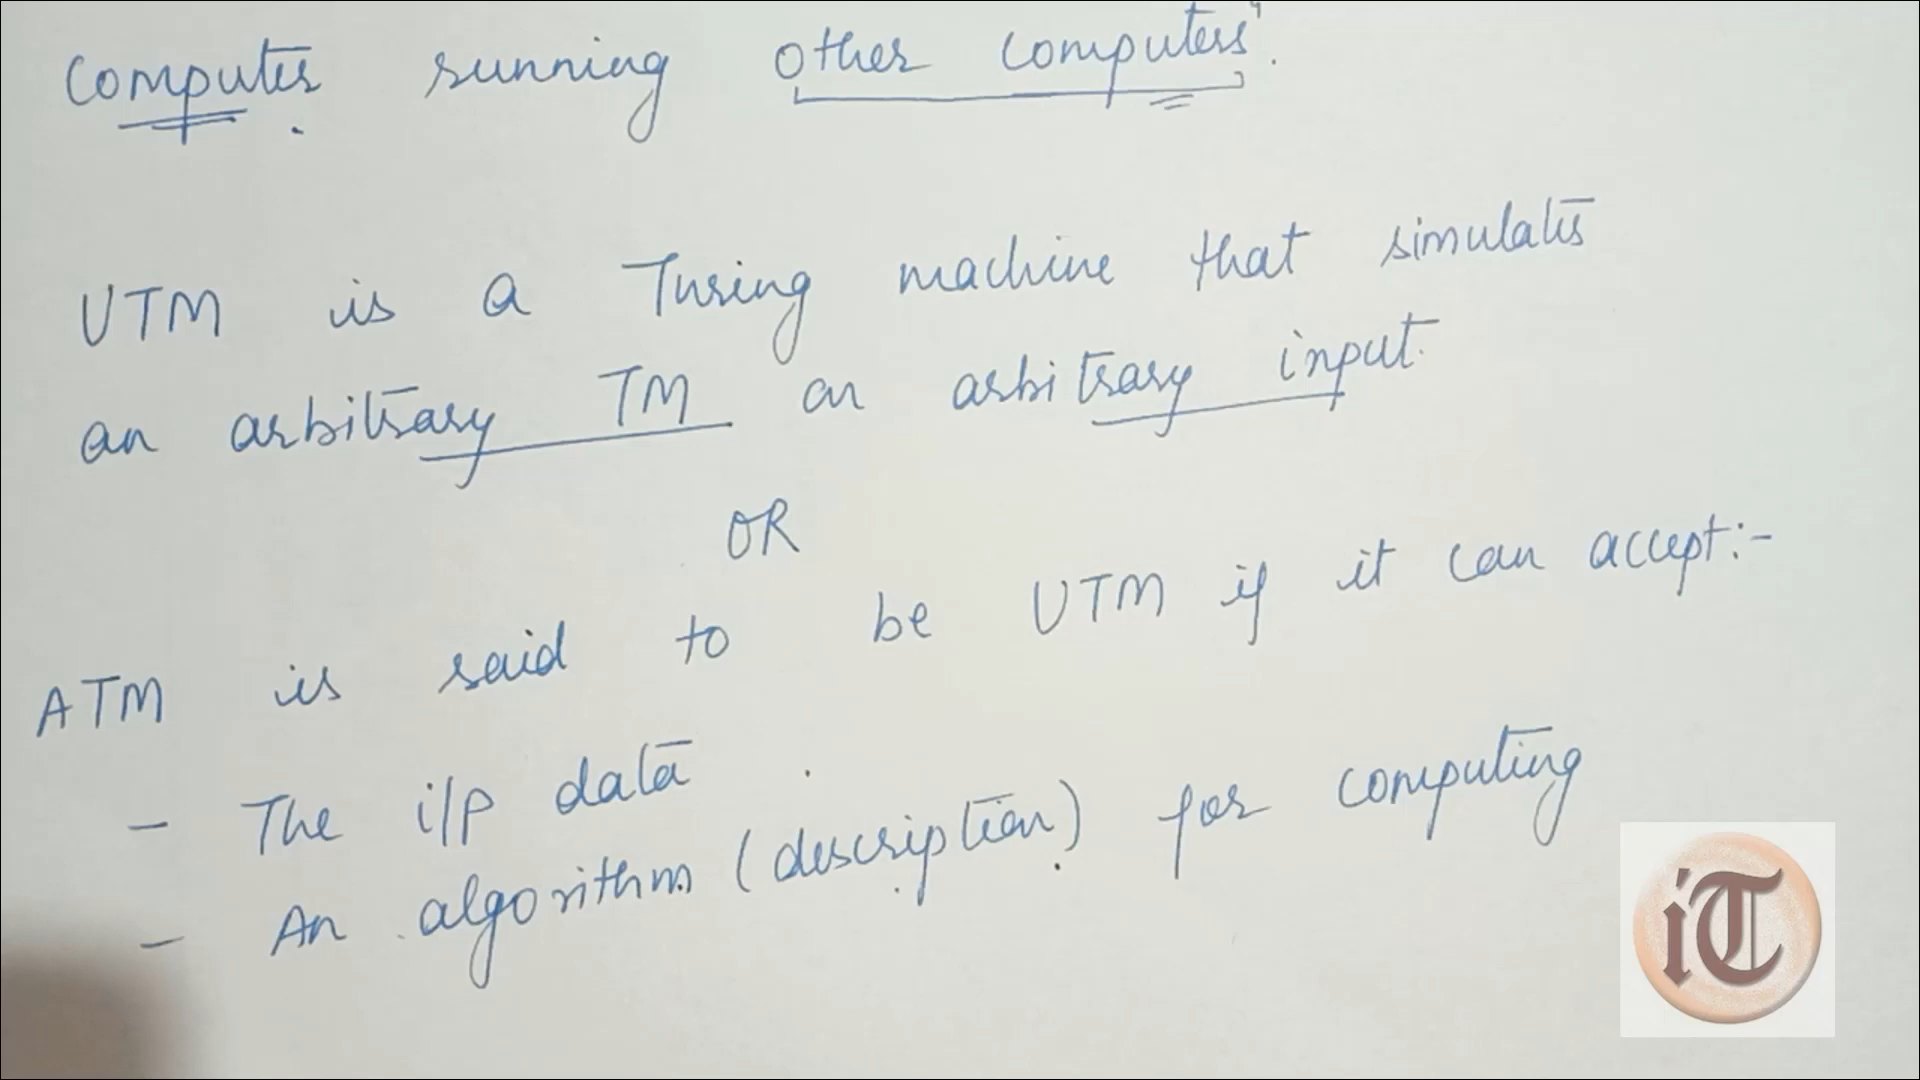 Computer running other computers".
UTM is a Turing machine that simulates
an arbitrary TM on arbitrary input.
OR
A TM is said to be UTM if it can accept:-
- The i/p data
- An algorithm (description) for computing
iT